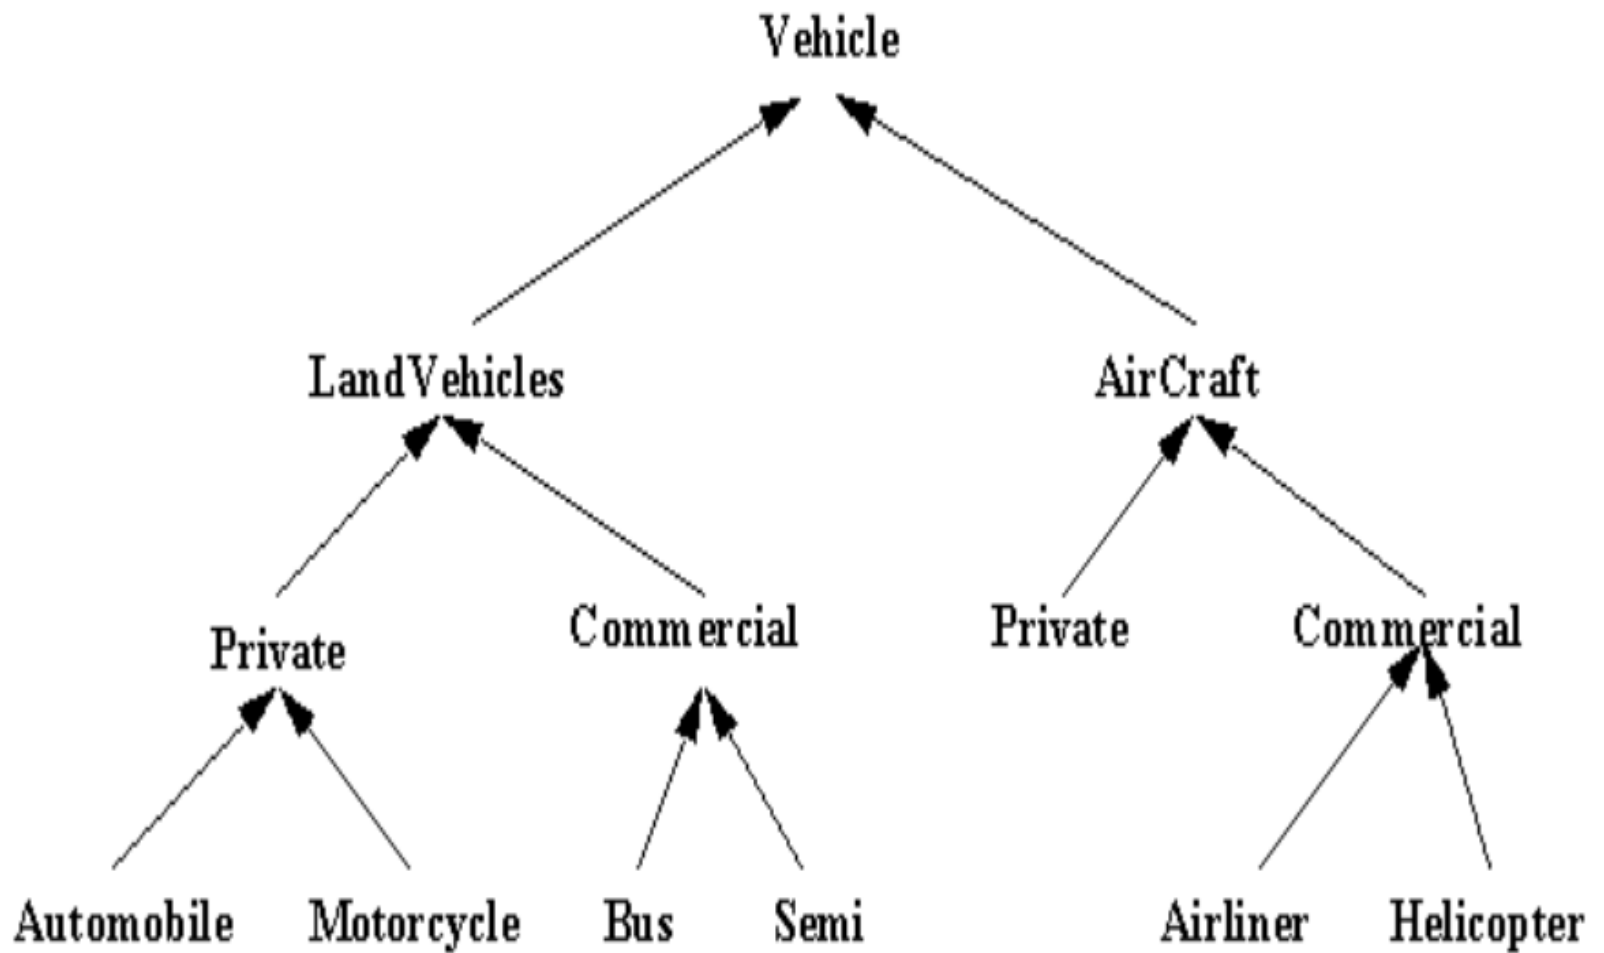 Vehicle
LandVehicles
AirCraft
Private
Commercial
Private
Commercial
Automobile
Motorcycle
Bus
Semi
Airliner
Helicopter